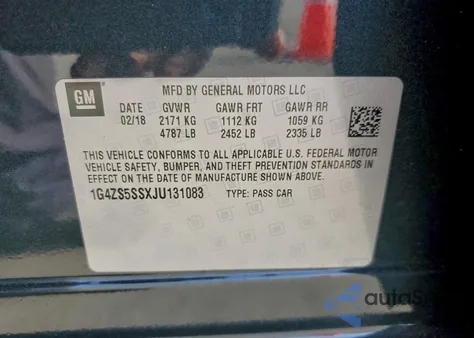 GM
MFD BY GENERAL MOTORS LLC
DATE GVWR GAWR FRT GAWR RR
02/18 2171 KG 1112 KG 1059 KG
4787 LB 2452 LB 2335 LB
THIS VEHICLE CONFORMS TO ALL APPLICABLE U.S. FEDERAL MOTOR
VEHICLE SAFETY, BUMPER, AND THEFT PREVENTION STANDARDS IN
EFFECT ON THE DATE OF MANUFACTURE SHOWN ABOVE.
1G4ZS5SSXJU131083 TYPE: PASS CAR